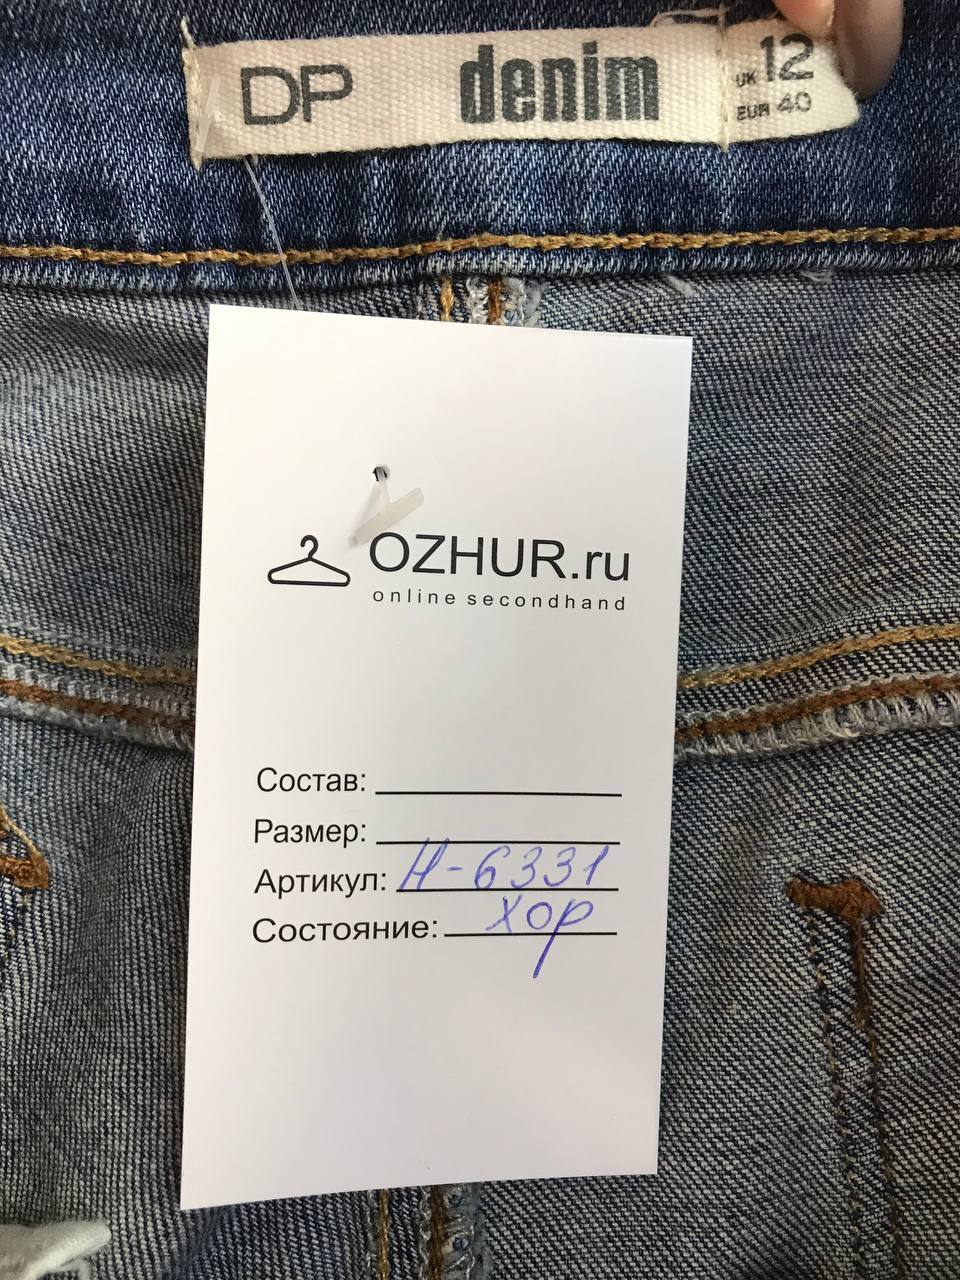 DP denim UK 12
EUR 40
OZHUR.ru
online secondhand
Состав:
Размер:
Артикул: Н-6331
Состояние: хор